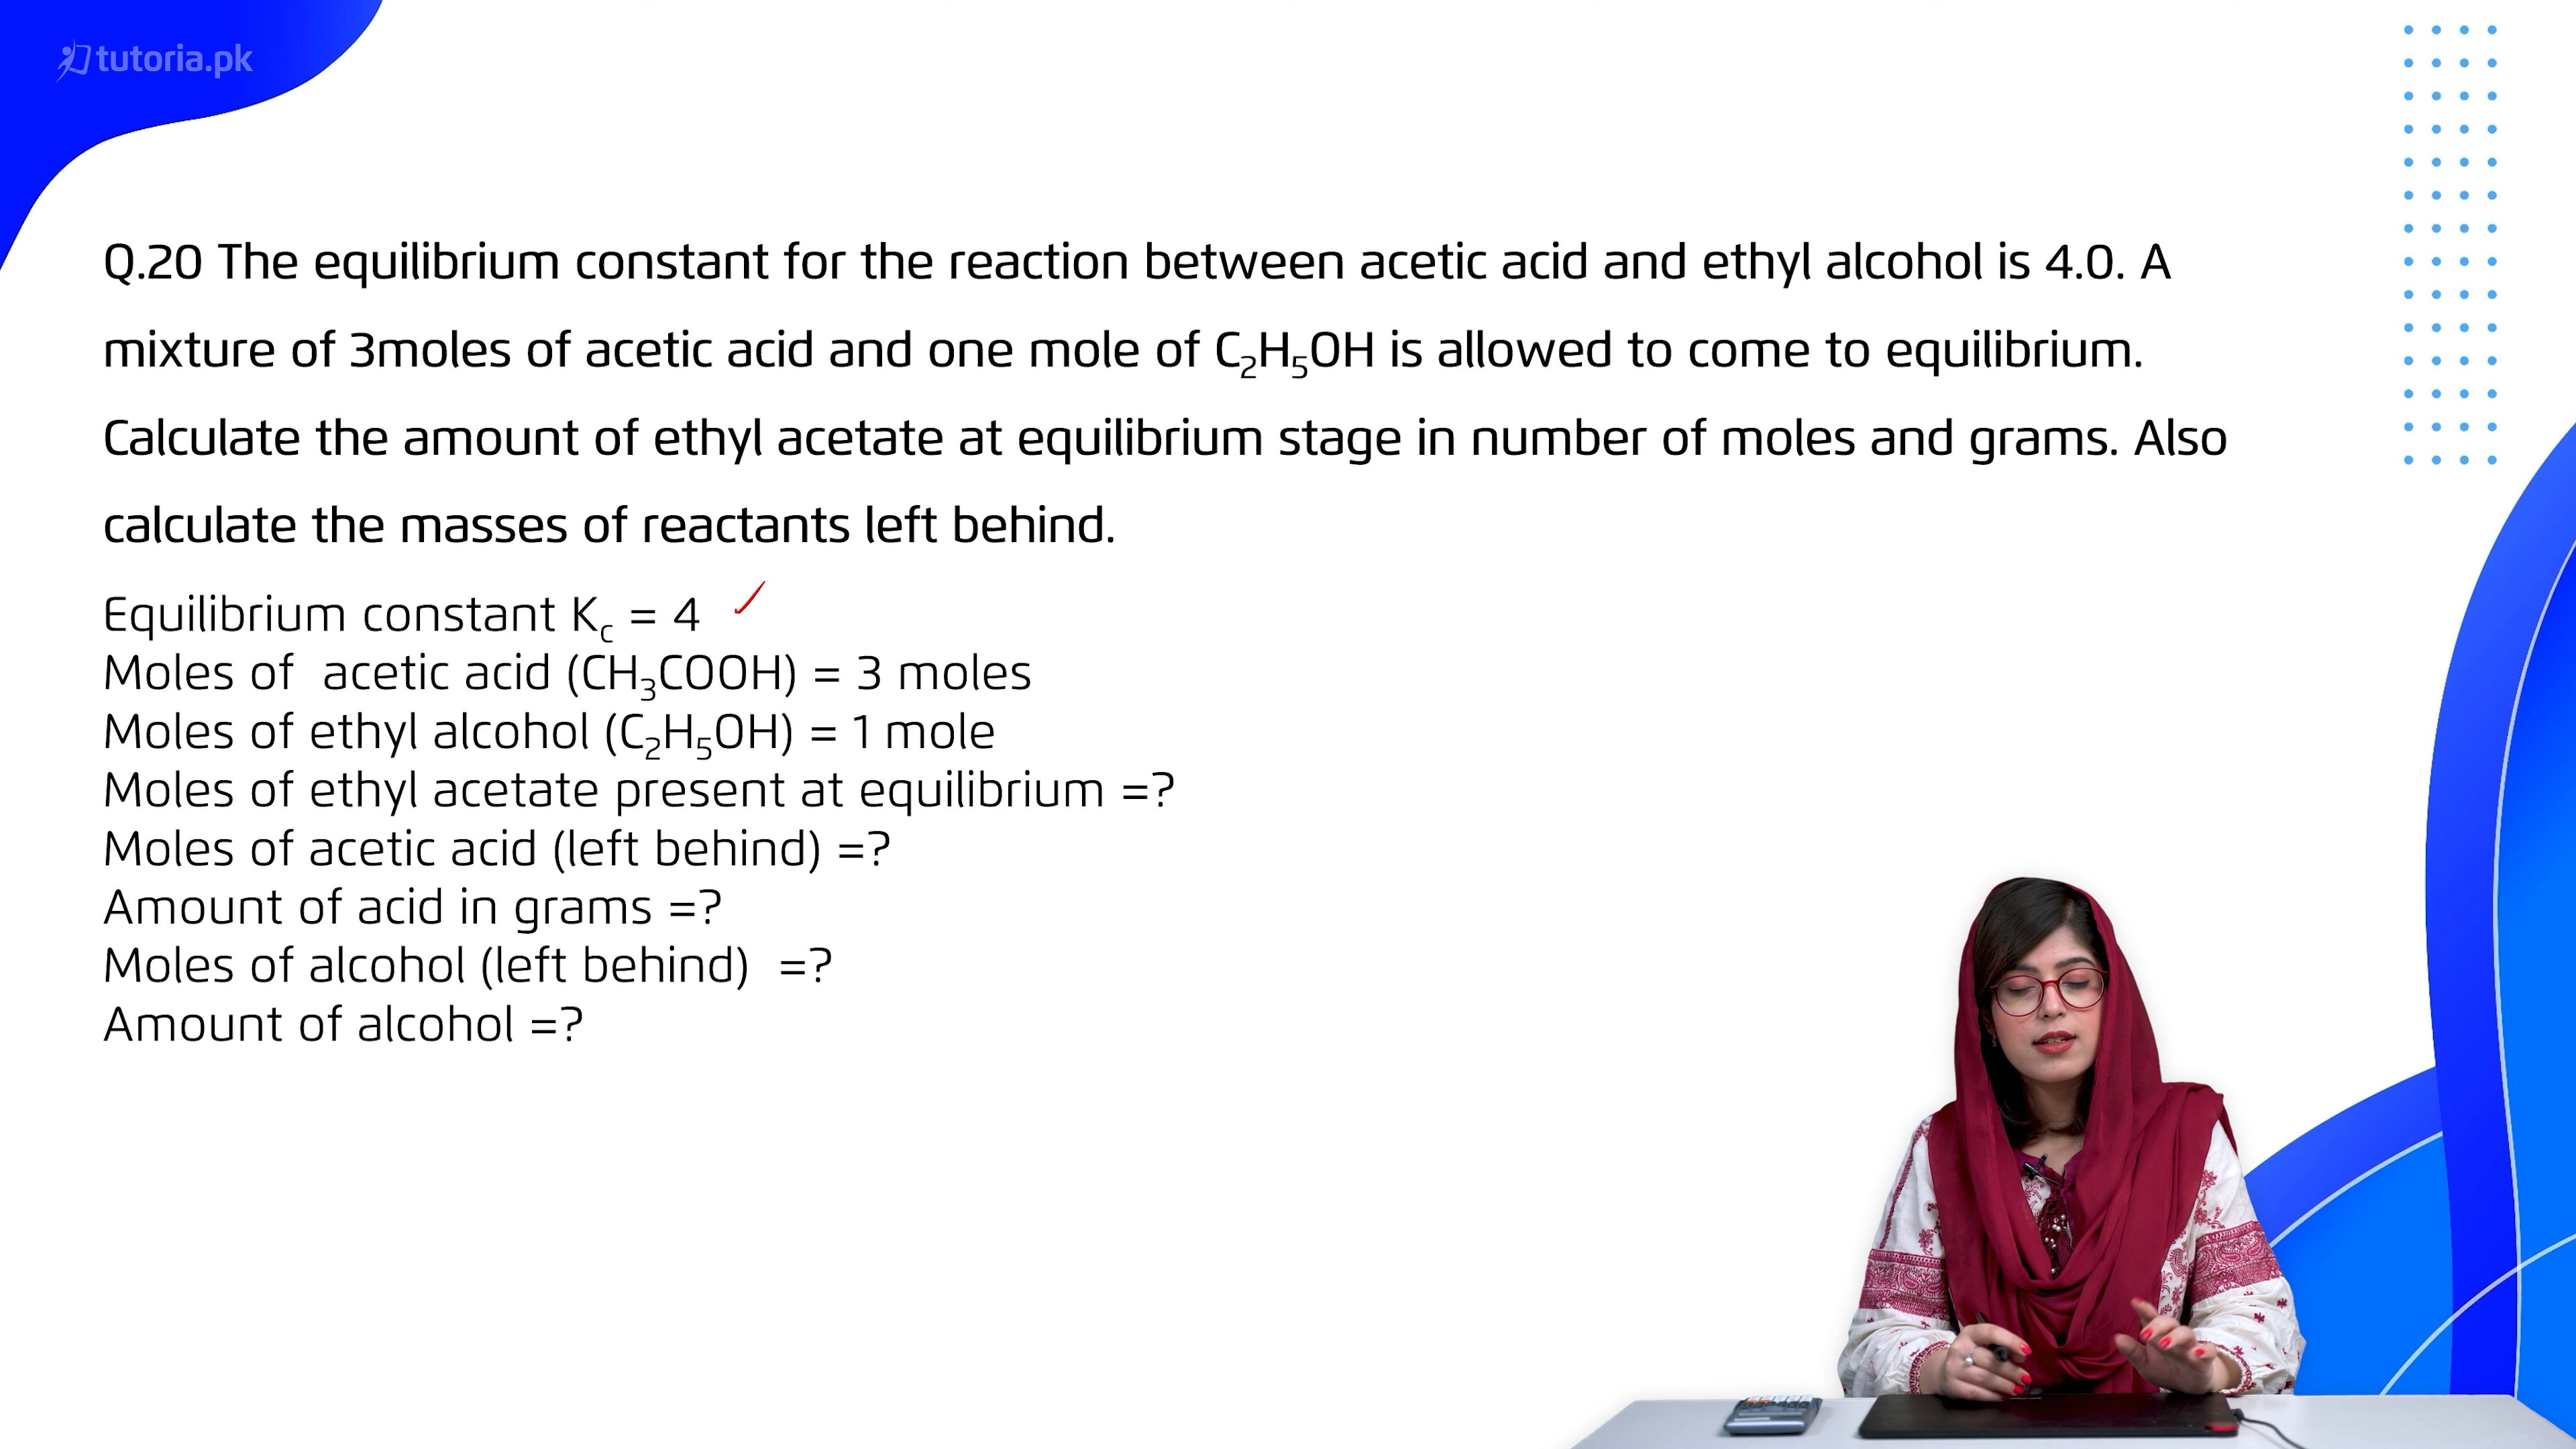 tutoria.pk
Q.20 The equilibrium constant for the reaction between acetic acid and ethyl alcohol is 4.0. A
mixture of 3moles of acetic acid and one mole of C₂H₅OH is allowed to come to equilibrium.
Calculate the amount of ethyl acetate at equilibrium stage in number of moles and grams. Also
calculate the masses of reactants left behind.
Equilibrium constant K꜀ = 4
Moles of  acetic acid (CH₃COOH) = 3 moles
Moles of ethyl alcohol (C₂H₅OH) = 1 mole
Moles of ethyl acetate present at equilibrium =?
Moles of acetic acid (left behind) =?
Amount of acid in grams =?
Moles of alcohol (left behind)  =?
Amount of alcohol =?